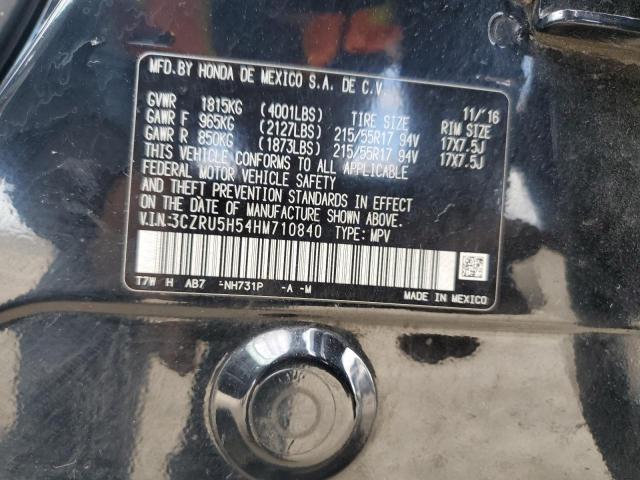 MFD.BY HONDA DE MEXICO S.A. DE C.V.
11/'16
GVWR 1815KG (4001LBS) TIRE SIZE RIM SIZE
GAWR F 965KG (2127LBS) 215/55R17 94V 17X7.5J
GAWR R 850KG (1873LBS) 215/55R17 94V 17X7.5J
THIS VEHICLE CONFORMS TO ALL APPLICABLE
FEDERAL MOTOR VEHICLE SAFETY
AND THEFT PREVENTION STANDARDS IN EFFECT
ON THE DATE OF MANUFACTURE SHOWN ABOVE.
V.I.N:3CZRU5H54HM710840 TYPE: MPV
T7W H AB7 -NH731P -A -M
MADE IN MEXICO